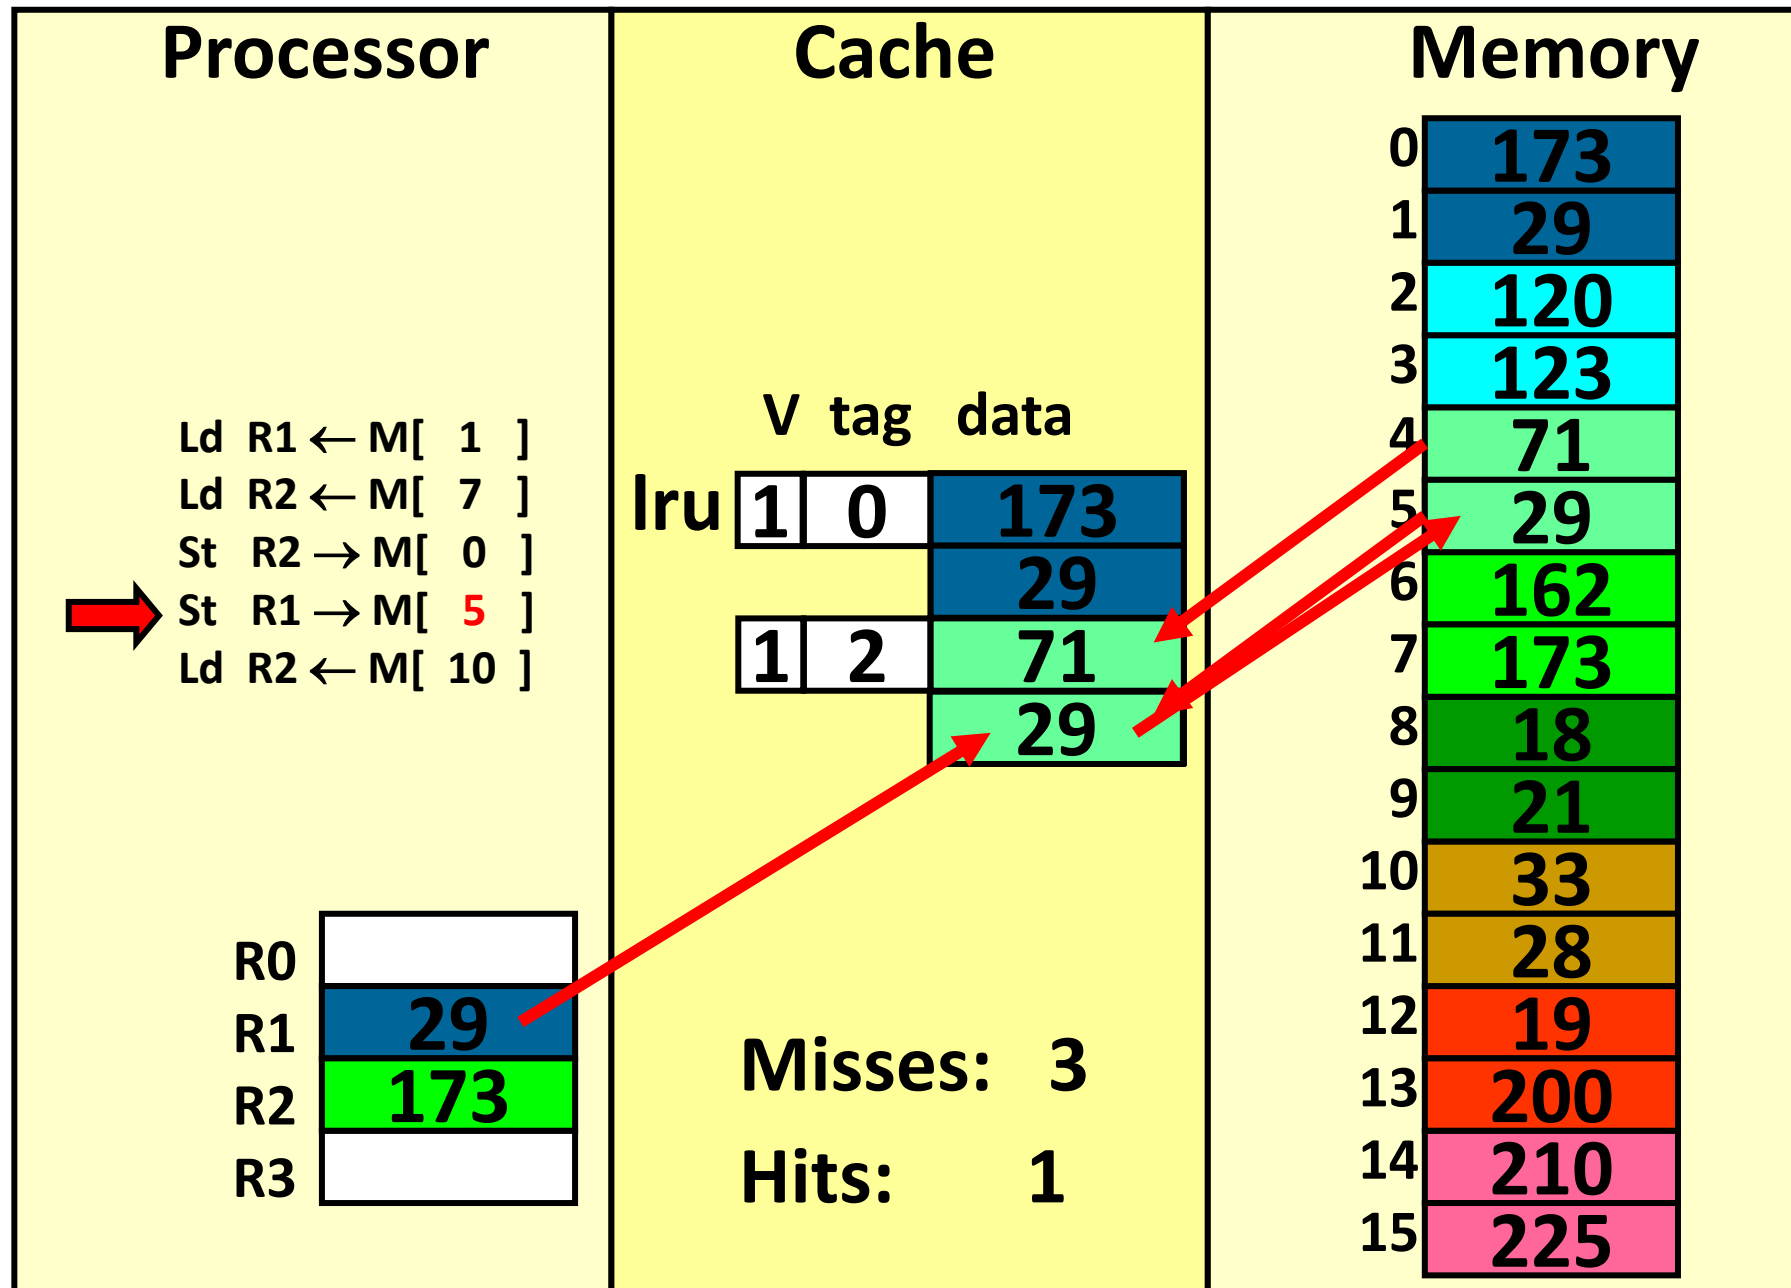 Processor
Ld R1 ← M[ 1 ]
Ld R2 ← M[ 7 ]
St R2 → M[ 0 ]
St R1 → M[ 5 ]
Ld R2 ← M[ 10 ]
R0
R1 29
R2 173
R3
Cache
V tag data
lru 1 0 173
29
1 2 71
29
Misses: 3
Hits: 1
Memory
0 173
1 29
2 120
3 123
4 71
5 29
6 162
7 173
8 18
9 21
10 33
11 28
12 19
13 200
14 210
15 225